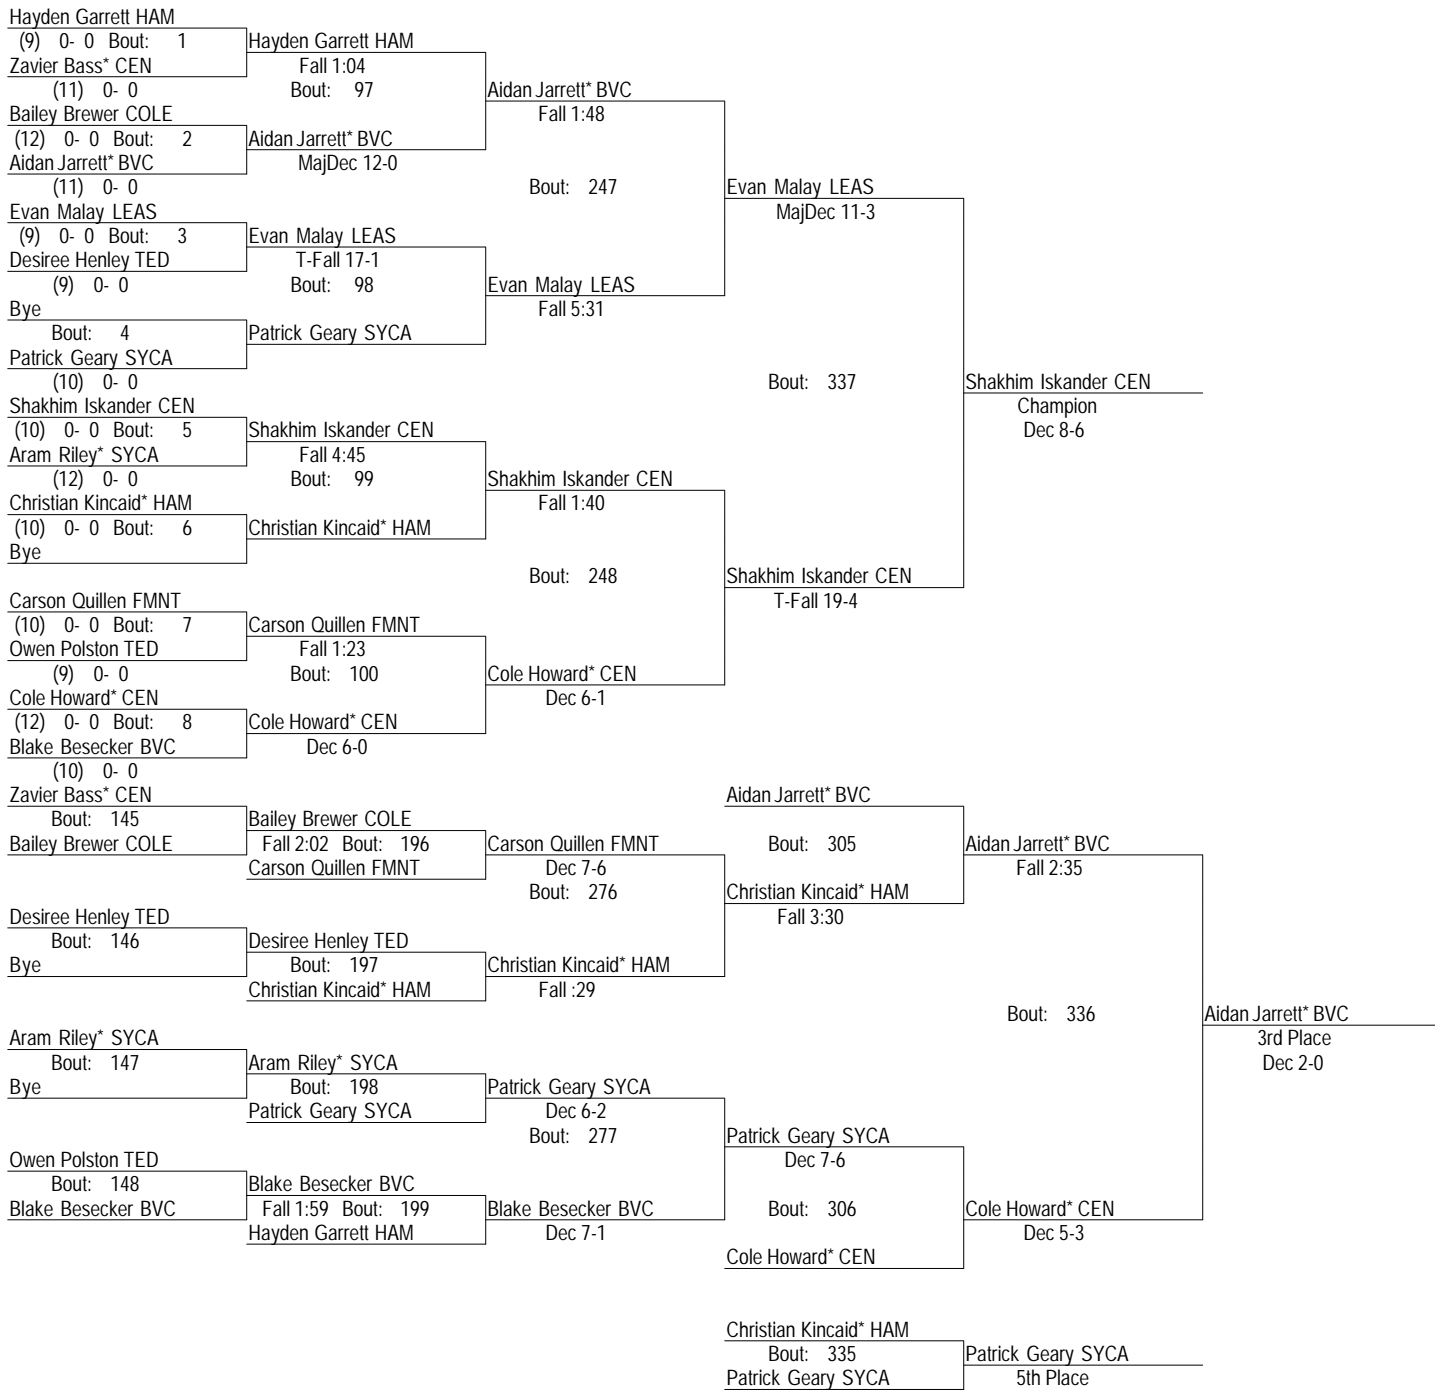 Hayden Garrett HAM
(9) 0- 0 Bout: 1
Hayden Garrett HAM
Zavier Bass* CEN
Fall 1:04
(11) 0- 0
Bout: 97
Aidan Jarrett* BVC
Bailey Brewer COLE
Fall 1:48
(12) 0- 0 Bout: 2
Aidan Jarrett* BVC
Aidan Jarrett* BVC
MajDec 12-0
(11) 0- 0
Bout: 247
Evan Malay LEAS
Evan Malay LEAS
MajDec 11-3
(9) 0- 0 Bout: 3
Evan Malay LEAS
Desiree Henley TED
T-Fall 17-1
(9) 0- 0
Bout: 98
Evan Malay LEAS
Bye
Fall 5:31
Bout: 4
Patrick Geary SYCA
Patrick Geary SYCA
(10) 0- 0
Bout: 337
Shakhim Iskander CEN
Shakhim Iskander CEN
Champion
(10) 0- 0 Bout: 5
Shakhim Iskander CEN
Dec 8-6
Aram Riley* SYCA
Fall 4:45
(12) 0- 0
Bout: 99
Shakhim Iskander CEN
Christian Kincaid* HAM
Fall 1:40
(10) 0- 0 Bout: 6
Christian Kincaid* HAM
Bye
Bout: 248
Shakhim Iskander CEN
Carson Quillen FMNT
T-Fall 19-4
(10) 0- 0 Bout: 7
Carson Quillen FMNT
Owen Polston TED
Fall 1:23
(9) 0- 0
Bout: 100
Cole Howard* CEN
Cole Howard* CEN
Dec 6-1
(12) 0- 0 Bout: 8
Cole Howard* CEN
Blake Besecker BVC
Dec 6-0
(10) 0- 0
Zavier Bass* CEN
Aidan Jarrett* BVC
Bout: 145
Bailey Brewer COLE
Bailey Brewer COLE
Fall 2:02 Bout: 196
Carson Quillen FMNT
Bout: 305
Aidan Jarrett* BVC
Carson Quillen FMNT
Dec 7-6
Fall 2:35
Bout: 276
Christian Kincaid* HAM
Desiree Henley TED
Fall 3:30
Bout: 146
Desiree Henley TED
Bye
Bout: 197
Christian Kincaid* HAM
Christian Kincaid* HAM
Fall :29
Bout: 336
Aidan Jarrett* BVC
Aram Riley* SYCA
3rd Place
Bout: 147
Aram Riley* SYCA
Dec 2-0
Bye
Bout: 198
Patrick Geary SYCA
Patrick Geary SYCA
Dec 6-2
Bout: 277
Patrick Geary SYCA
Owen Polston TED
Dec 7-6
Bout: 148
Blake Besecker BVC
Blake Besecker BVC
Fall 1:59 Bout: 199
Blake Besecker BVC
Bout: 306
Cole Howard* CEN
Hayden Garrett HAM
Dec 7-1
Dec 5-3
Cole Howard* CEN
Christian Kincaid* HAM
Bout: 335
Patrick Geary SYCA
Patrick Geary SYCA
5th Place